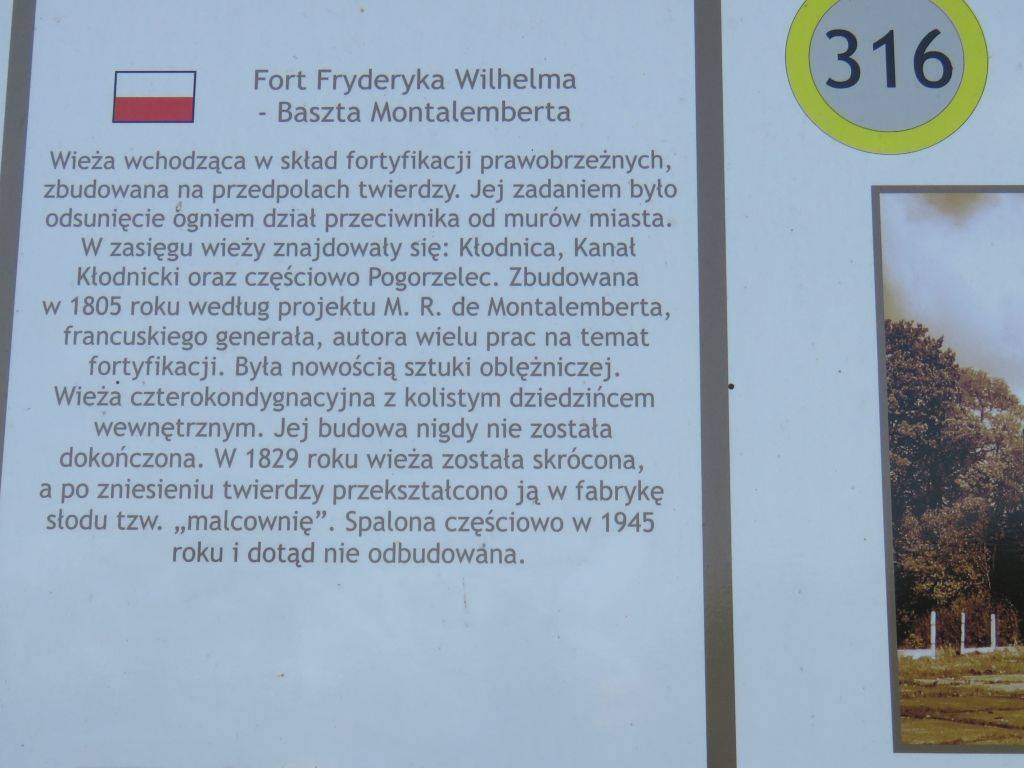 Fort Fryderyka Wilhelma
- Baszta Montalemberta
Wieża wchodząca w skład fortyfikacji prawobrzeżnych,
zbudowana na przedpolach twierdzy. Jej zadaniem było
odsunięcie ogniem dział przeciwnika od murów miasta.
W zasięgu wieży znajdowały się: Kłodnica, Kanał
Kłodnicki oraz częściowo Pogorzelec. Zbudowana
w 1805 roku według projektu M. R. de Montalemberta,
francuskiego generała, autora wielu prac na temat
fortyfikacji. Była nowością sztuki oblężniczej.
Wieża czterokondygnacyjna z kolistym dziedzińcem
wewnętrznym. Jej budowa nigdy nie została
dokończona. W 1829 roku wieża została skrócona,
a po zniesieniu twierdzy przekształcono ją w fabrykę
słodu tzw. „malcownię”. Spalona częściowo w 1945
roku i dotąd nie odbudowana.
316